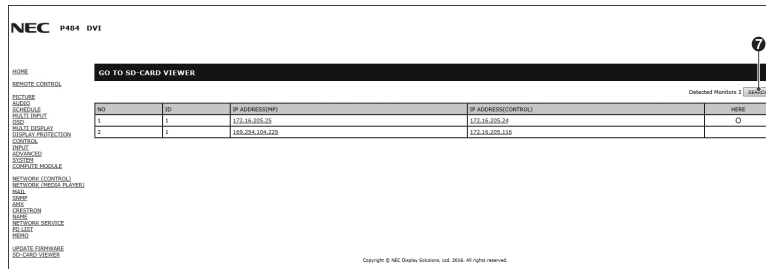 NEC P484 DVI
7
HOME
REMOTE CONTROL
PICTURE
AUDIO
SCHEDULE
MULTI INPUT
OSD
MULTI DISPLAY
DISPLAY PROTECTION
CONTROL
INPUT
ADVANCED
SYSTEM
COMPUTE MODULE
NETWORK (CONTROL)
NETWORK (MEDIA PLAYER)
MAIL
SNMP
AMX
CRESTRON
NAME
NETWORK SERVICE
PD LIST
MEMO
UPDATE FIRMWARE
SD-CARD VIEWER
GO TO SD-CARD VIEWER
Detected Monitors 2 SEARCH
NO ID IP ADDRESS(MP) IP ADDRESS(CONTROL) HERE
1 1 172.16.205.25 172.16.205.24 O
2 1 169.254.104.229 172.16.205.116
Copyright © NEC Display Solutions, Ltd. 2016. All rights reserved.